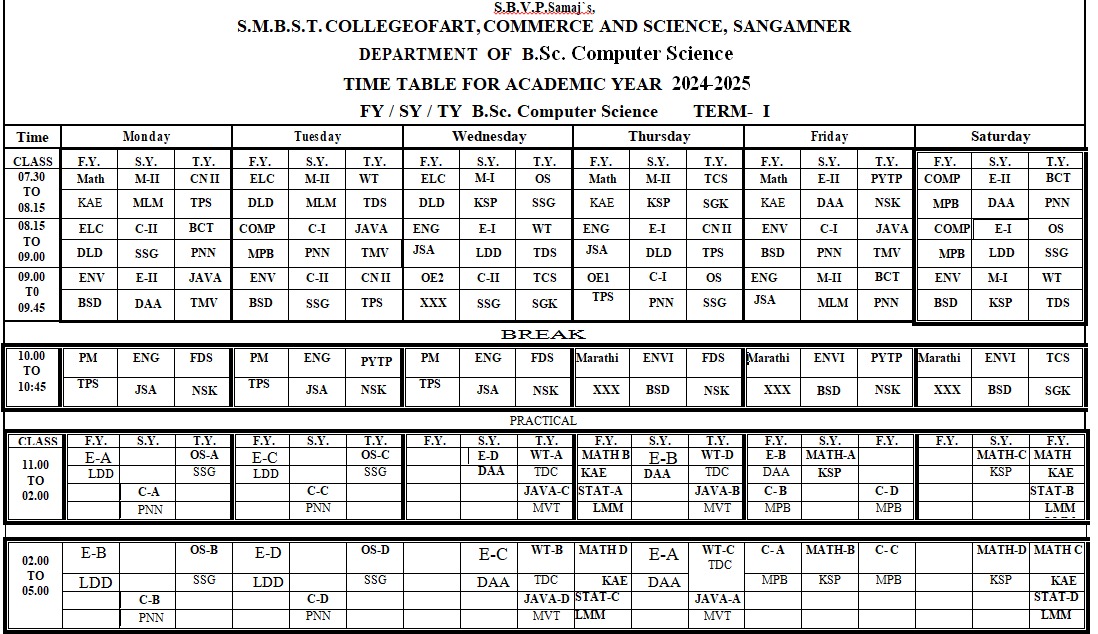 S.B.V.P.Samaj`s,
S.M.B.S.T. COLLEGEOFART, COMMERCE AND SCIENCE, SANGAMNER
DEPARTMENT OF B.Sc. Computer Science
TIME TABLE FOR ACADEMIC YEAR 2024-2025
FY / SY / TY B.Sc. Computer Science TERM- I
Time Monday Tuesday Wednesday Thursday Friday Saturday
CLASS F.Y. S.Y. T.Y. F.Y. S.Y. T.Y. F.Y. S.Y. T.Y. F.Y. S.Y. T.Y. F.Y. S.Y. T.Y. F.Y. S.Y. T.Y.
07.30 Math M-II CN II ELC M-II WT ELC M-I OS Math M-II TCS Math E-II PYTP COMP E-II BCT
TO
08.15 KAE MLM TPS DLD MLM TDS DLD KSP SSG KAE KSP SGK KAE DAA NSK MPB DAA PNN
08.15 ELC C-II BCT COMP C-I JAVA ENG E-I WT ENG E-I CN II ENV C-I JAVA COMP E-I OS
TO
09.00 DLD SSG PNN MPB PNN TMV JSA LDD TDS JSA DLD TPS BSD PNN TMV MPB LDD SSG
09.00 ENV E-II JAVA ENV C-II CN II OE2 C-II TCS OE1 C-I OS ENG M-II BCT ENV M-I WT
T0
09.45 BSD DAA TMV BSD SSG TPS XXX SSG SGK TPS PNN SSG JSA MLM PNN BSD KSP TDS
BREAK
10.00 PM ENG FDS PM ENG PYTP PM ENG FDS Marathi ENVI FDS Marathi ENVI PYTP Marathi ENVI TCS
TO
10:45 TPS JSA NSK TPS JSA NSK TPS JSA NSK XXX BSD NSK XXX BSD NSK XXX BSD SGK
PRACTICAL
CLASS F.Y. S.Y. T.Y. F.Y. S.Y. T.Y. F.Y. S.Y. T.Y. F.Y. S.Y. T.Y. F.Y. S.Y. F.Y. F.Y. S.Y. F.Y.
11.00 E-A OS-A E-C OS-C E-D WT-A MATH B E-B WT-D E-B MATH-A MATH-C MATH
TO LDD SSG LDD SSG DAA TDC KAE DAA TDC DAA KSP KSP KAE
02.00 C-A C-C JAVA-C STAT-A JAVA-B C-B C-D STAT-B
PNN PNN MVT LMM MVT MPB MPB LMM
02.00 E-B OS-B E-D OS-D E-C WT-B MATH D E-A WT-C C- A MATH-B C- C MATH-D MATH C
TDC
TO LDD SSG LDD SSG DAA TDC KAE DAA MPB KSP MPB KSP KAE
05.00 C-B C-D JAVA-D STAT-C JAVA-A STAT-D
PNN PNN MVT LMM MVT LMM